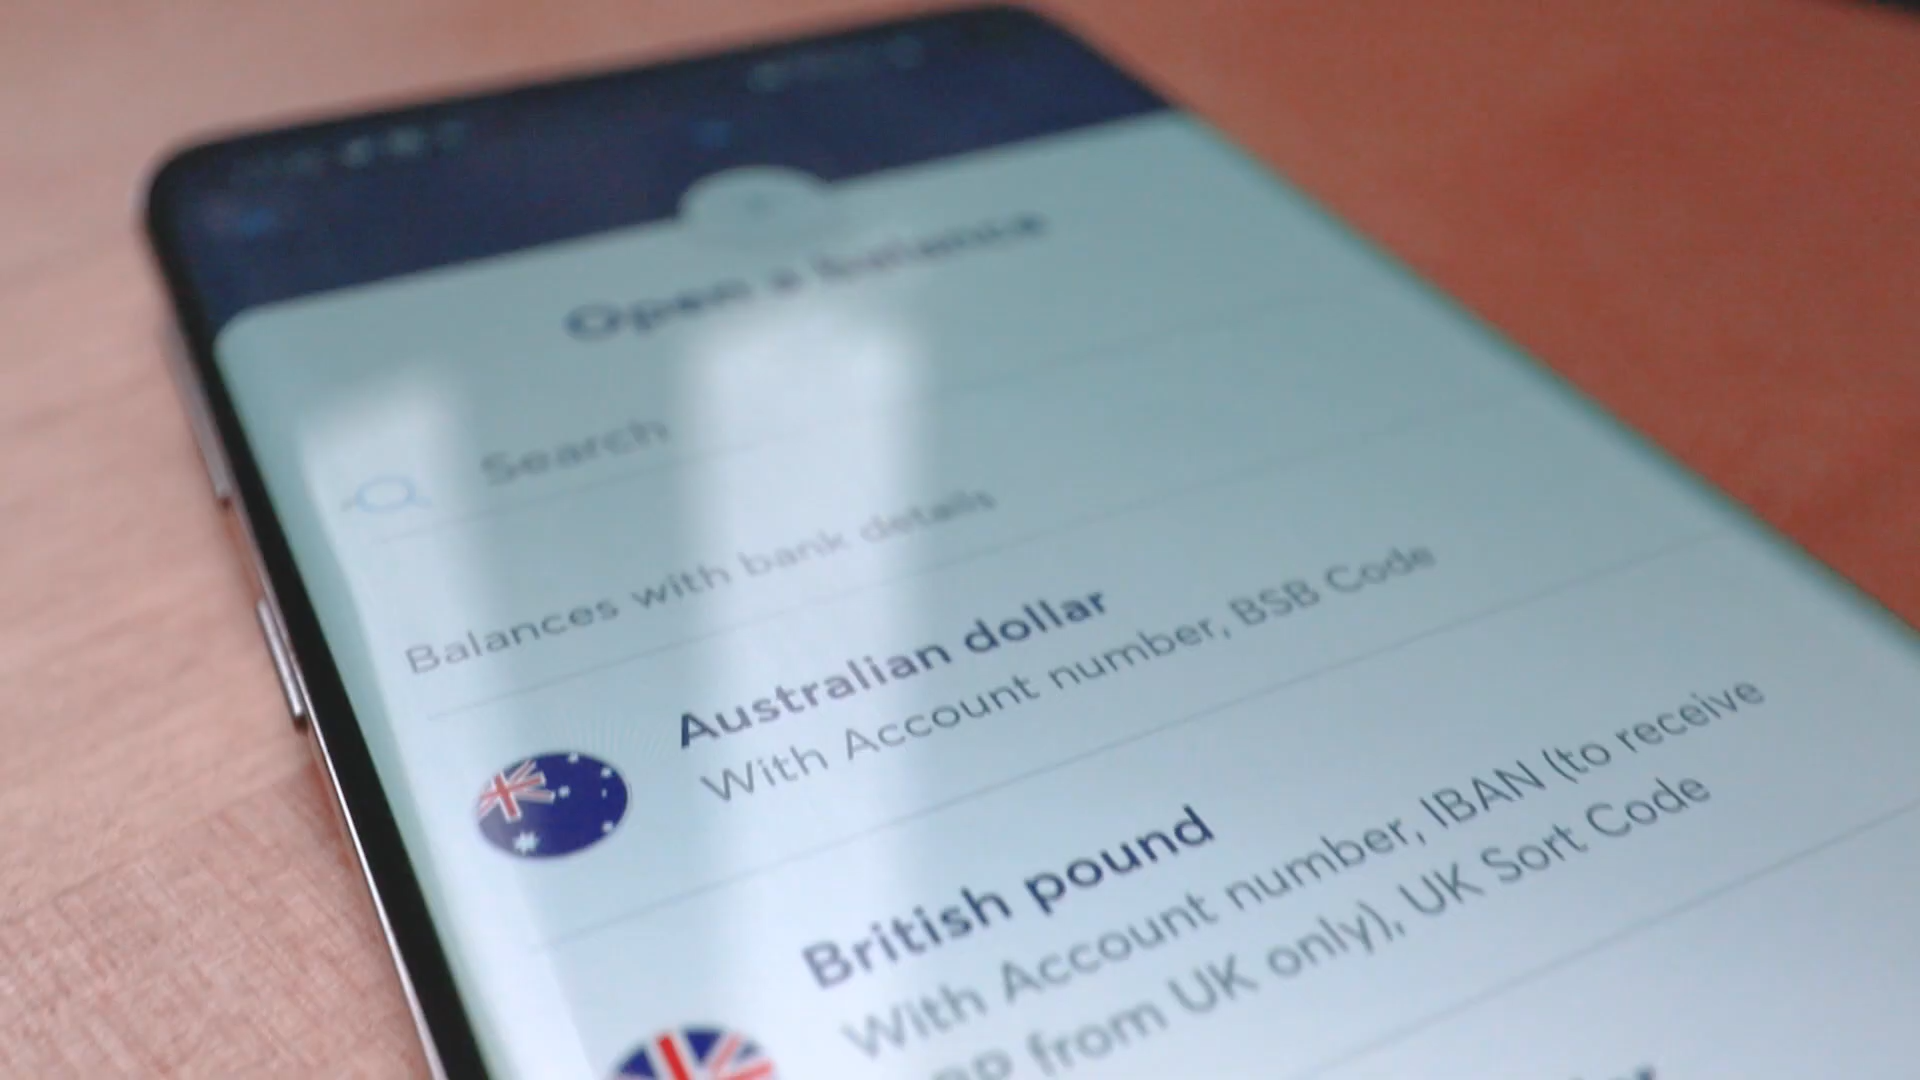 Open a balance
Search
Balances with bank details
Australian dollar
With Account number, BSB Code
British pound
With Account number, IBAN (to receive
from UK only), UK Sort Code